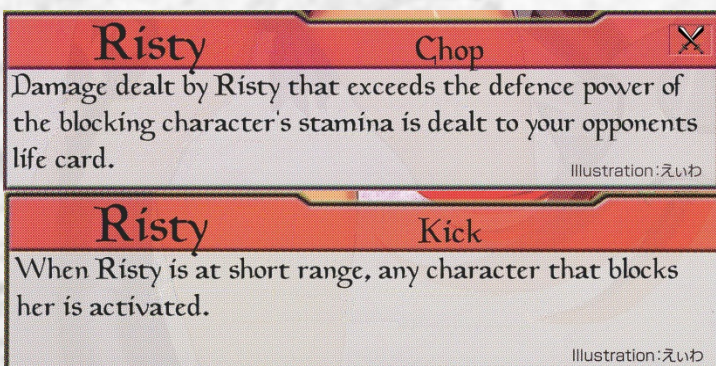 Risty Chop
Damage dealt by Risty that exceeds the defence power of
the blocking character's stamina is dealt to your opponents
life card.
Illustration:えぃわ
Risty Kick
When Risty is at short range, any character that blocks
her is activated.
Illustration:えぃわ